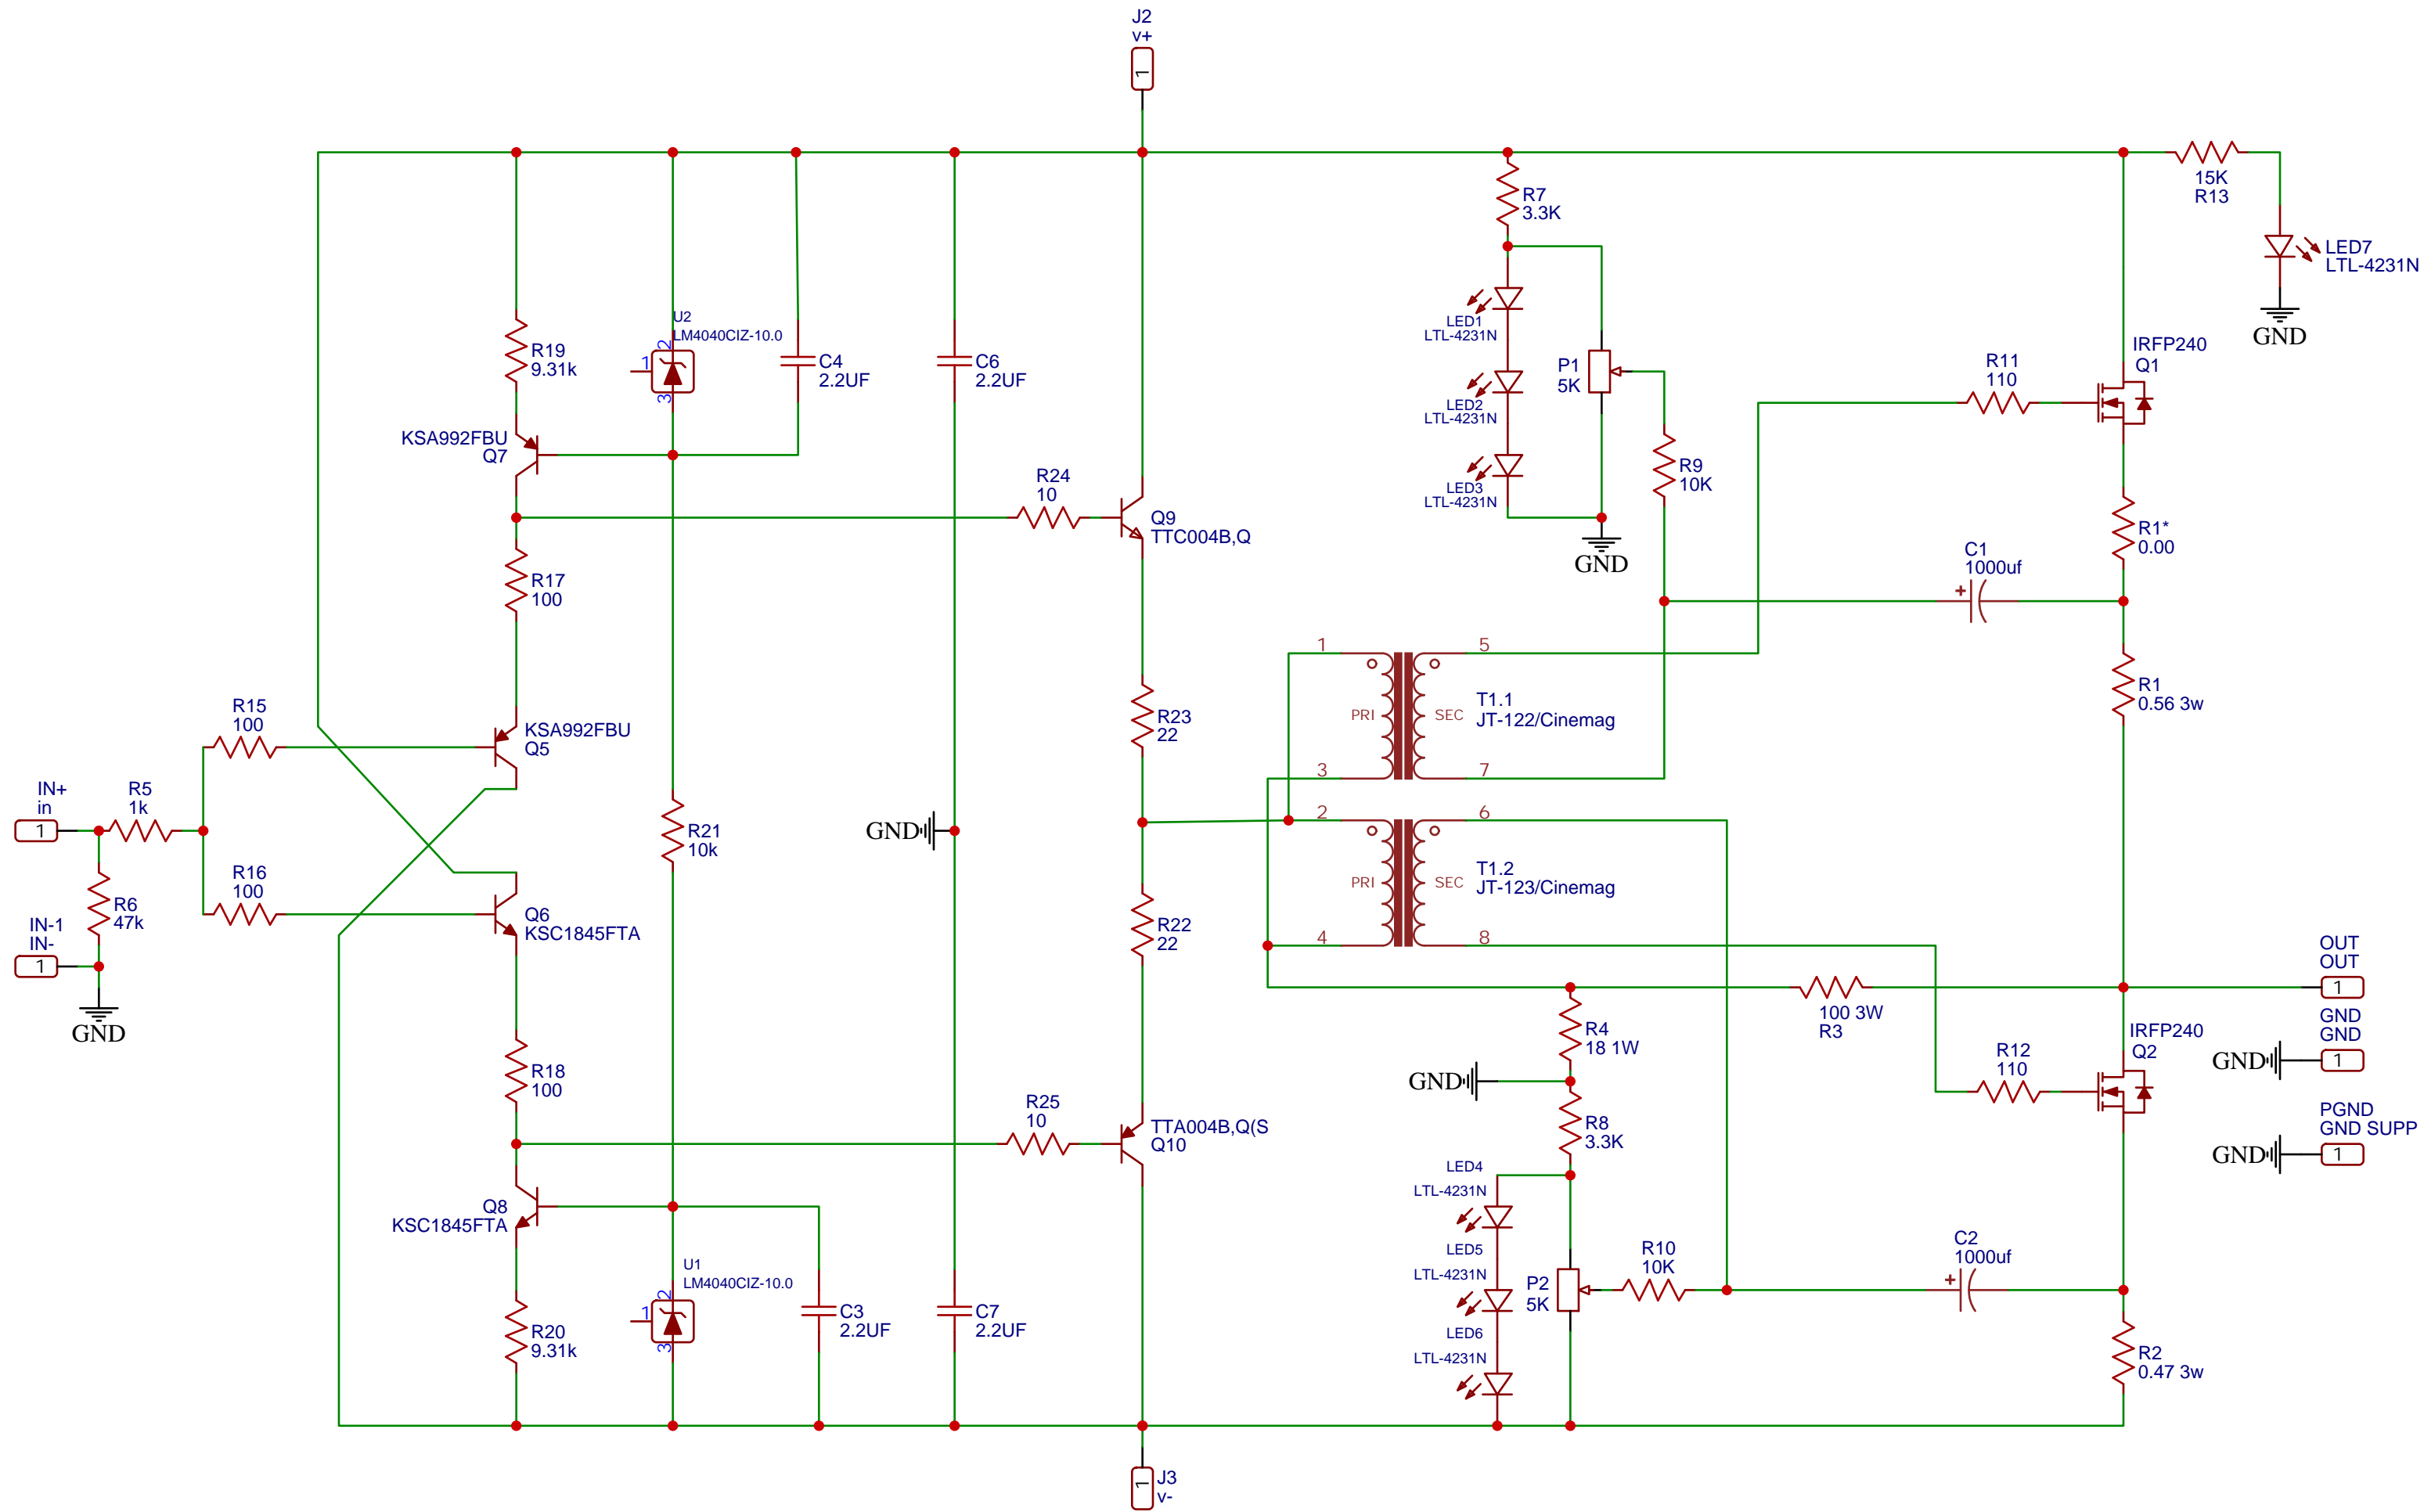 J2
v+
1
R7
3.3K
15K
R13
LED7
LTL-4231N
GND
U2
LM4040CIZ-10.0
2
1
3
R19
9.31k
C4
2.2UF
C6
2.2UF
LED1
LTL-4231N
LED2
LTL-4231N
LED3
LTL-4231N
P1
5K
R9
10K
GND
R11
110
IRFP240
Q1
KSA992FBU
Q7
R24
10
Q9
TTC004B,Q
R1*
0.00
C1
1000uf
+
R17
100
1
3
PRI
SEC
5
7
T1.1
JT-122/Cinemag
R1
0.56 3w
R15
100
KSA992FBU
Q5
R23
22
IN+
in
1
R5
1k
R21
10k
GND
2
4
PRI
SEC
6
8
T1.2
JT-123/Cinemag
R16
100
R6
47k
Q6
KSC1845FTA
R22
22
IN-1
IN-
1
GND
OUT
OUT
1
100 3W
R3
R4
18 1W
GND
GND
GND
1
GND
IRFP240
Q2
R12
110
R18
100
R25
10
TTA004B,Q(S
Q10
R8
3.3K
PGND
GND SUPP
GND
1
LED4
LTL-4231N
LED5
LTL-4231N
LED6
LTL-4231N
P2
5K
R10
10K
C2
1000uf
+
Q8
KSC1845FTA
U1
LM4040CIZ-10.0
2
1
3
R20
9.31k
C3
2.2UF
C7
2.2UF
R2
0.47 3w
1
J3
v-